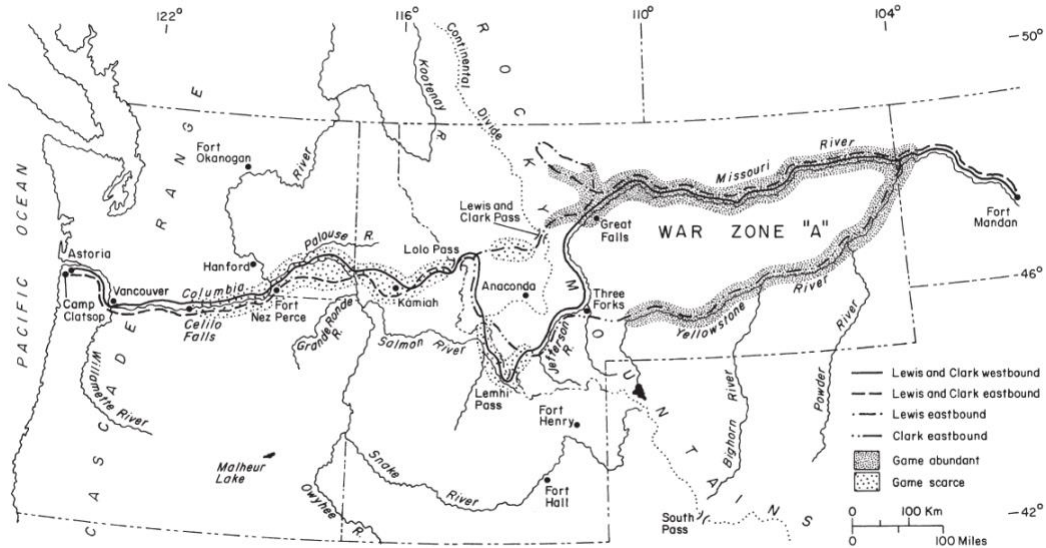 122°
116°
110°
104°
50°
46°
42°
PACIFIC OCEAN
CASCADE RANGE
ROCKY MOUNTAINS
Continental
Divide
Kootenay R.
Fort
Okanogan
River
Lewis and
Clark Pass
Missouri River
Great
Falls
WAR ZONE "A"
Fort
Mandan
Astoria
Camp
Clatsop
Vancouver
Columbia
Celilo
Falls
Hanford
Palouse R.
Fort
Nez Perce
Lolo Pass
Kamiah
Anaconda
Three
Forks
Jefferson
R.
Yellowstone River
Grande Ronde
R.
Salmon River
Lemhi
Pass
Willamette River
Fort
Henry
Bighorn River
Powder River
Malheur
Lake
Snake
River
Owyhee R.
Fort
Hall
South
Pass
Lewis and Clark westbound
Lewis and Clark eastbound
Lewis eastbound
Clark eastbound
Game abundant
Game scarce
0 100 Km
0 100 Miles